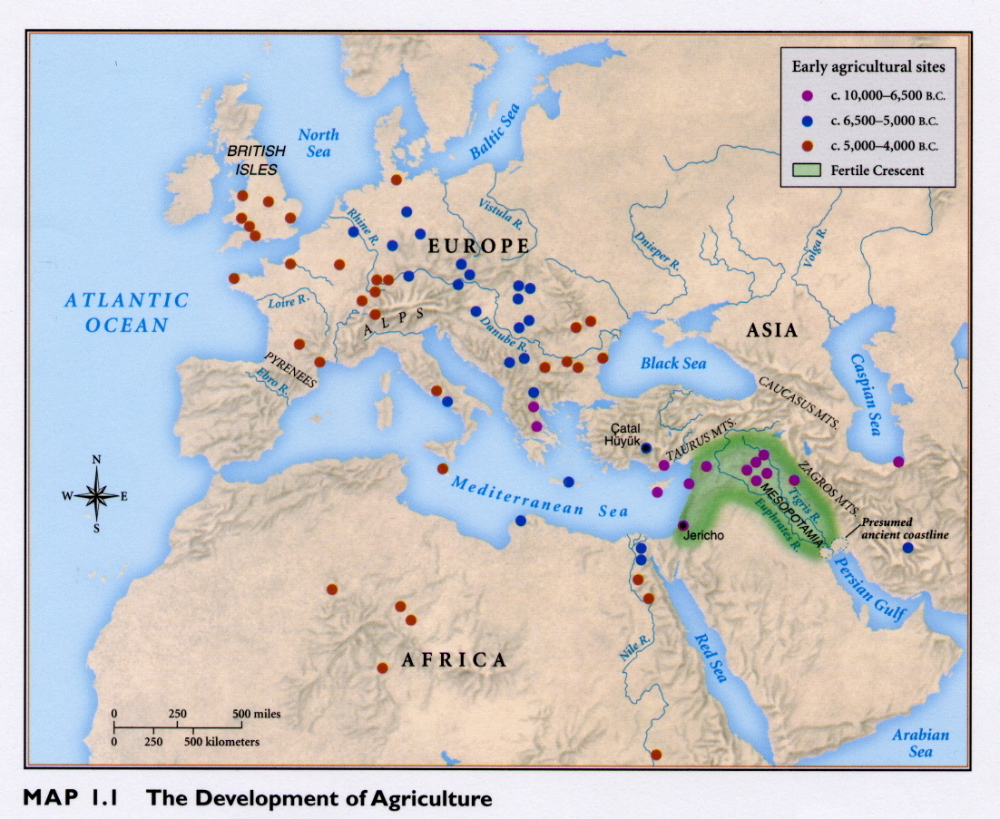 Early agricultural sites
c. 10,000–6,500 B.C.
c. 6,500–5,000 B.C.
c. 5,000–4,000 B.C.
Fertile Crescent
North
Sea
Baltic Sea
BRITISH
ISLES
Rhine R.
Vistula R.
EUROPE
Dnieper R.
Volga R.
ATLANTIC
OCEAN
Loire R.
ALPS
Danube R.
ASIA
PYRENEES
Ebro R.
Black Sea
Caspian Sea
CAUCASUS MTS.
Çatal
Hüyük
TAURUS MTS.
ZAGROS MTS.
N
W
E
S
Mediterranean Sea
MESOPOTAMIA
Tigris R.
Euphrates R.
Jericho
Presumed
ancient coastline
Persian Gulf
Nile R.
Red Sea
AFRICA
0 250 500 miles
0 250 500 kilometers
Arabian
Sea
MAP 1.1 The Development of Agriculture